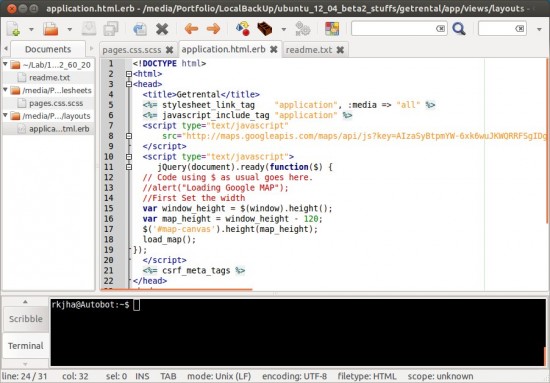 application.html.erb - /media/Portfolio/LocalBackUp/ubuntu_12_04_beta2_stuffs/getrental/app/views/layouts -
Documents
pages.css.scss
application.html.erb
readme.txt
~/Lab/1...2_60_20
readme.txt
/media/P...lesheets
pages.css.scss
/media/P.../layouts
applica...tml.erb
1 <!DOCTYPE html>
2 <html>
3 <head>
4 <title>Getrental</title>
5 <%= stylesheet_link_tag    "application", :media => "all" %>
6 <%= javascript_include_tag "application" %>
7 <script type="text/javascript"
8 src="http://maps.googleapis.com/maps/api/js?key=
9 </script>
10 <script type="text/javascript">
11 jQuery(document).ready(function($) {
12 // Code using $ as usual goes here.
13 //alert("Loading Google MAP");
14 //First Set the width
15 var window_height = $(window).height();
16 var map_height = window_height - 120;
17 $('#map-canvas').height(map_height);
18 load_map();
19 });
20 </script>
21 <%= csrf_meta_tags %>
22 </head>
Scribble
Terminal
rkjha@Autobot:~$
line: 24 / 31 col: 32 sel: 0 INS TAB mode: Unix (LF) encoding: UTF-8 filetype: HTML scope: unknown